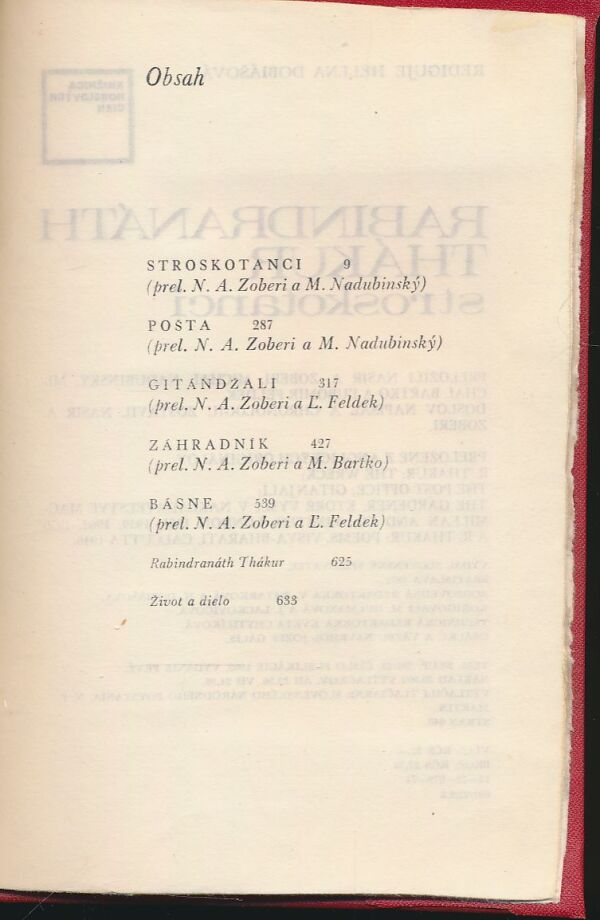 Obsah
STROSKOTANCI 9
(prel. N. A. Zoberi a M. Nadubinský)
POŠTA 287
(prel. N. A. Zoberi a M. Nadubinský)
GITÁNDŽALI 317
(prel. N. A. Zoberi a Ľ. Feldek)
ZÁHRADNÍK 427
(prel. N. A. Zoberi a M. Bartko)
BÁSNE 539
(prel. N. A. Zoberi a Ľ. Feldek)
Rabindranáth Thákur 625
Život a dielo 633